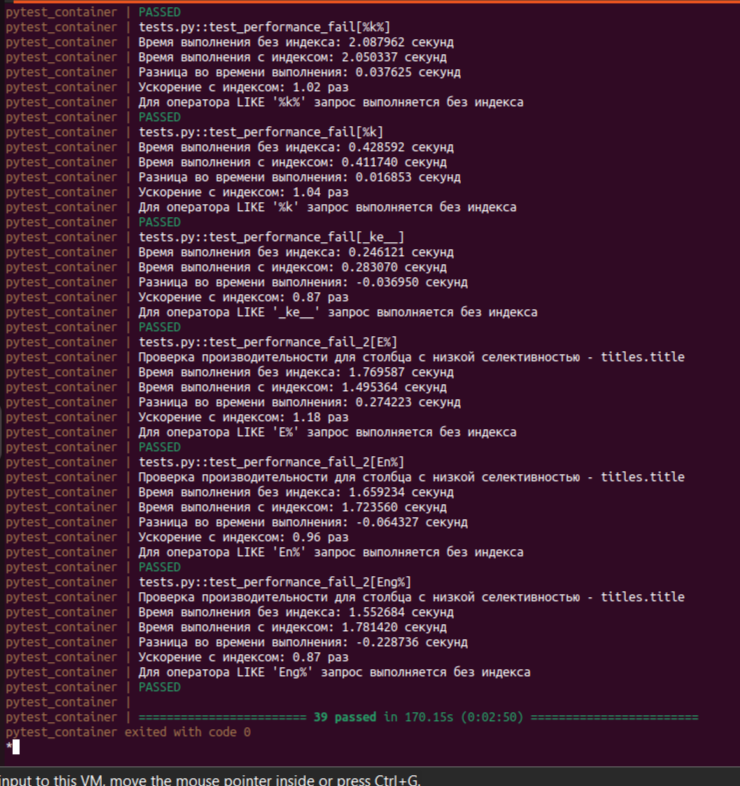 pytest_container | PASSED
pytest_container | tests.py::test_performance_fail[%k%]
pytest_container | Время выполнения без индекса: 2.087962 секунд
pytest_container | Время выполнения с индексом: 2.050337 секунд
pytest_container | Разница во времени выполнения: 0.037625 секунд
pytest_container | Ускорение с индексом: 1.02 раз
pytest_container | Для оператора LIKE '%k%' запрос выполняется без индекса
pytest_container | PASSED
pytest_container | tests.py::test_performance_fail[%k]
pytest_container | Время выполнения без индекса: 0.428592 секунд
pytest_container | Время выполнения с индексом: 0.411740 секунд
pytest_container | Разница во времени выполнения: 0.016853 секунд
pytest_container | Ускорение с индексом: 1.04 раз
pytest_container | Для оператора LIKE '%k' запрос выполняется без индекса
pytest_container | PASSED
pytest_container | tests.py::test_performance_fail[_ke__]
pytest_container | Время выполнения без индекса: 0.246121 секунд
pytest_container | Время выполнения с индексом: 0.283070 секунд
pytest_container | Разница во времени выполнения: -0.036950 секунд
pytest_container | Ускорение с индексом: 0.87 раз
pytest_container | Для оператора LIKE '_ke__' запрос выполняется без индекса
pytest_container | PASSED
pytest_container | tests.py::test_performance_fail_2[E%]
pytest_container | Проверка производительности для столбца с низкой селективностью - titles.title
pytest_container | Время выполнения без индекса: 1.769587 секунд
pytest_container | Время выполнения с индексом: 1.495364 секунд
pytest_container | Разница во времени выполнения: 0.274223 секунд
pytest_container | Ускорение с индексом: 1.18 раз
pytest_container | Для оператора LIKE 'E%' запрос выполняется без индекса
pytest_container | PASSED
pytest_container | tests.py::test_performance_fail_2[En%]
pytest_container | Проверка производительности для столбца с низкой селективностью - titles.title
pytest_container | Время выполнения без индекса: 1.659234 секунд
pytest_container | Время выполнения с индексом: 1.723560 секунд
pytest_container | Разница во времени выполнения: -0.064327 секунд
pytest_container | Ускорение с индексом: 0.96 раз
pytest_container | Для оператора LIKE 'En%' запрос выполняется без индекса
pytest_container | PASSED
pytest_container | tests.py::test_performance_fail_2[Eng%]
pytest_container | Проверка производительности для столбца с низкой селективностью - titles.title
pytest_container | Время выполнения без индекса: 1.552684 секунд
pytest_container | Время выполнения с индексом: 1.781420 секунд
pytest_container | Разница во времени выполнения: -0.228736 секунд
pytest_container | Ускорение с индексом: 0.87 раз
pytest_container | Для оператора LIKE 'Eng%' запрос выполняется без индекса
pytest_container | PASSED
pytest_container |
pytest_container | ======================== 39 passed in 170.15s (0:02:50) ========================
pytest_container exited with code 0
*
input to this VM, move the mouse pointer inside or press Ctrl+G.